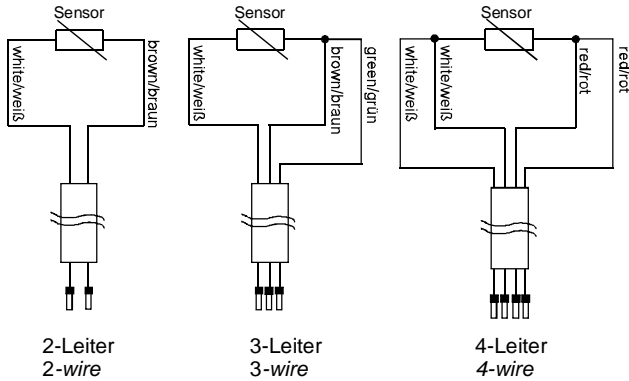 Sensor
white/weiß
brown/braun
2-Leiter
2-wire
Sensor
white/weiß
brown/braun
green/grün
3-Leiter
3-wire
Sensor
white/weiß
white/weiß
red/rot
red/rot
4-Leiter
4-wire